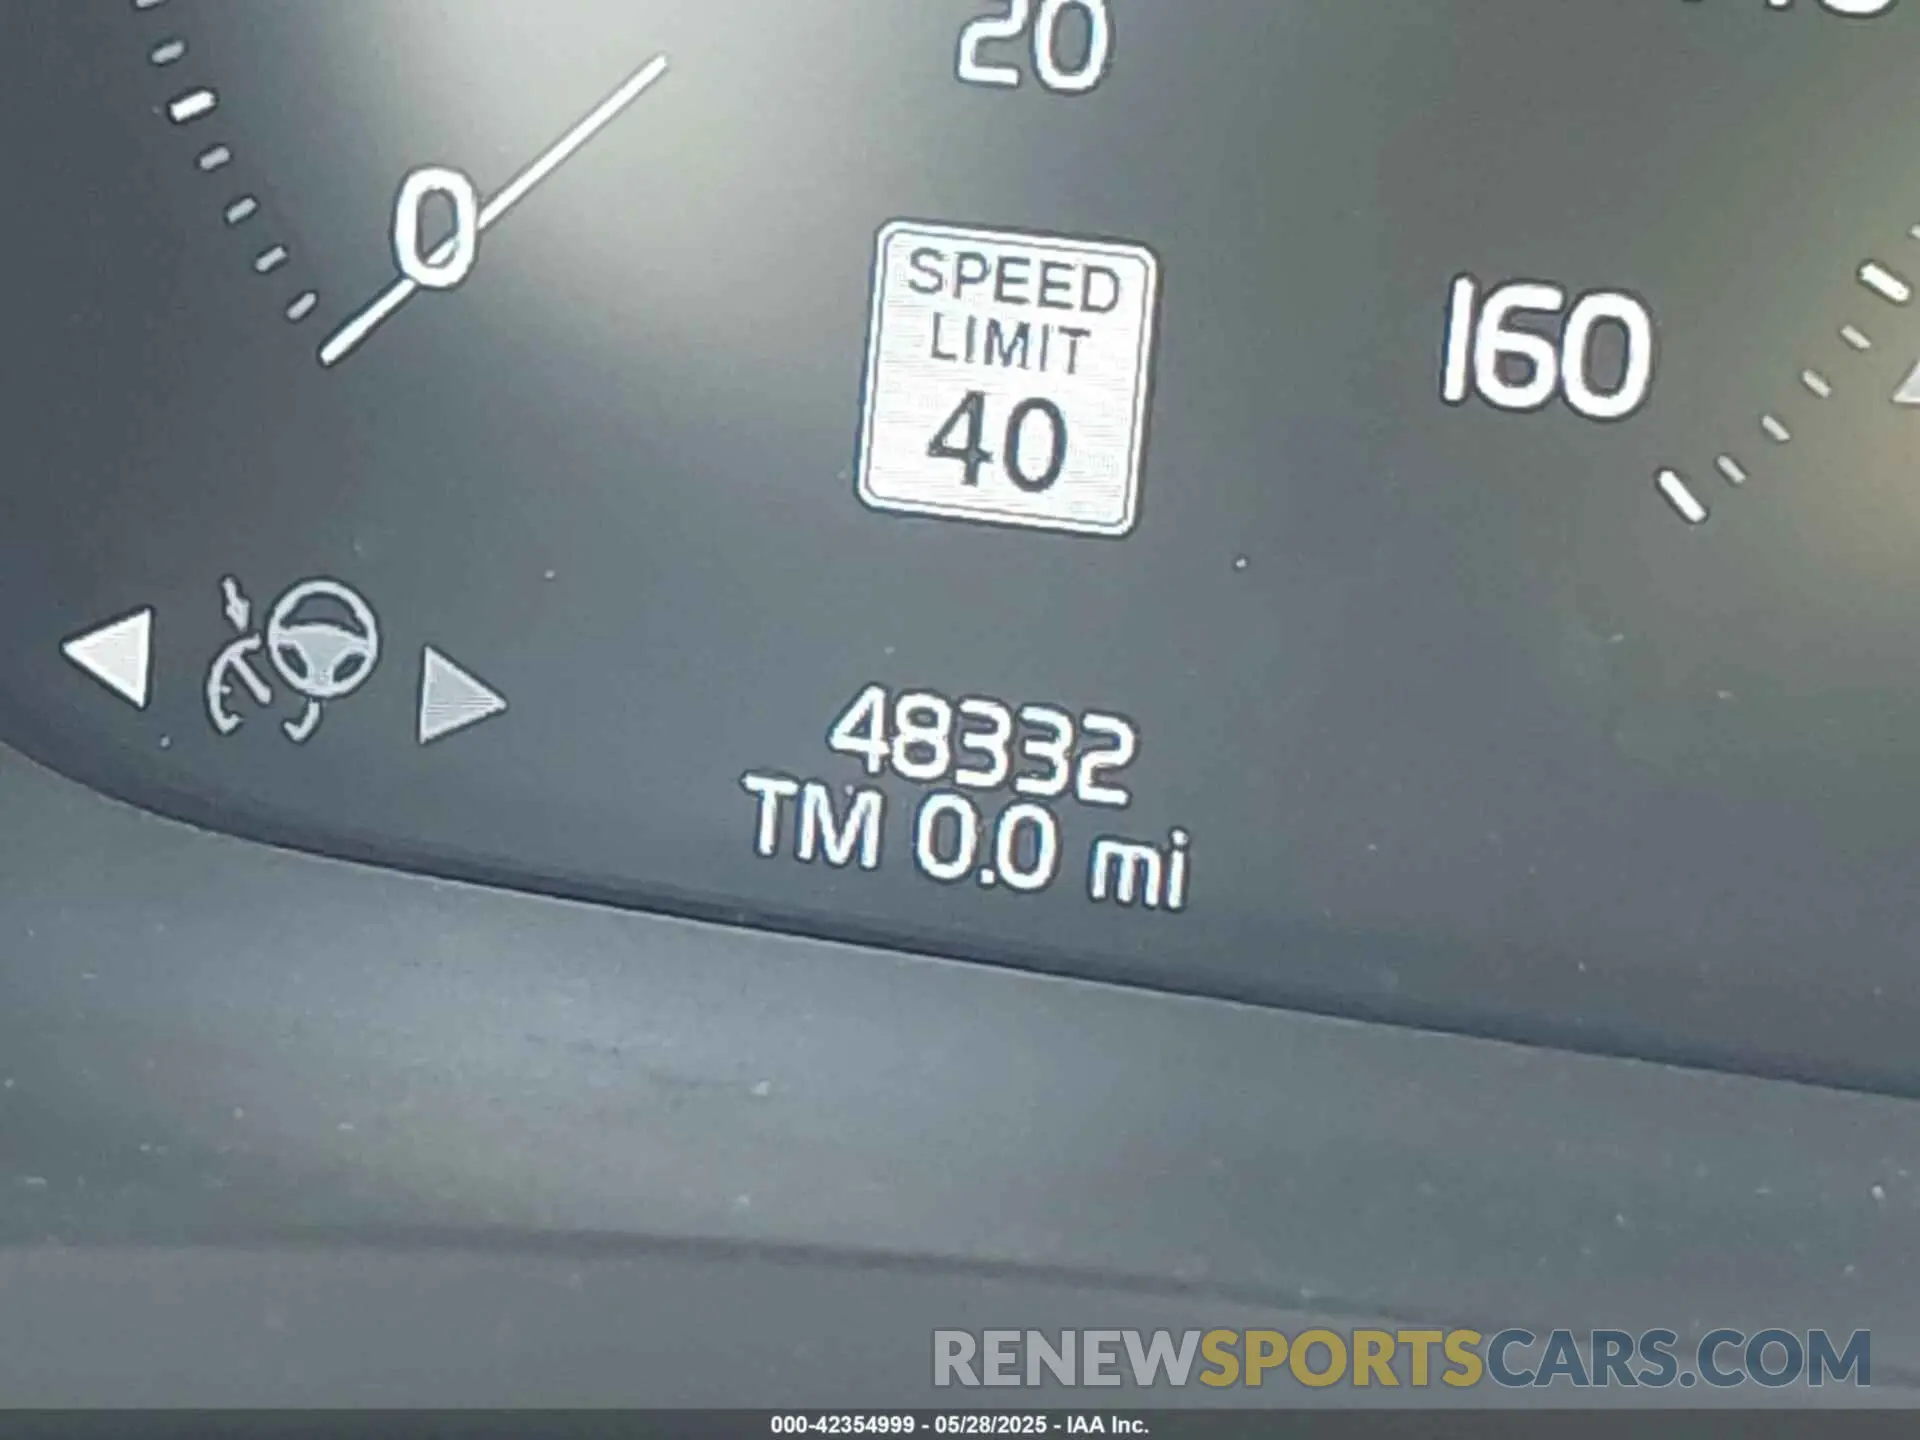 20
0
SPEED
LIMIT
40
160
48332
TM 0.0 mi
RENEWSPORTSCARS.COM
000-42354999 - 05/28/2025 - IAA Inc.